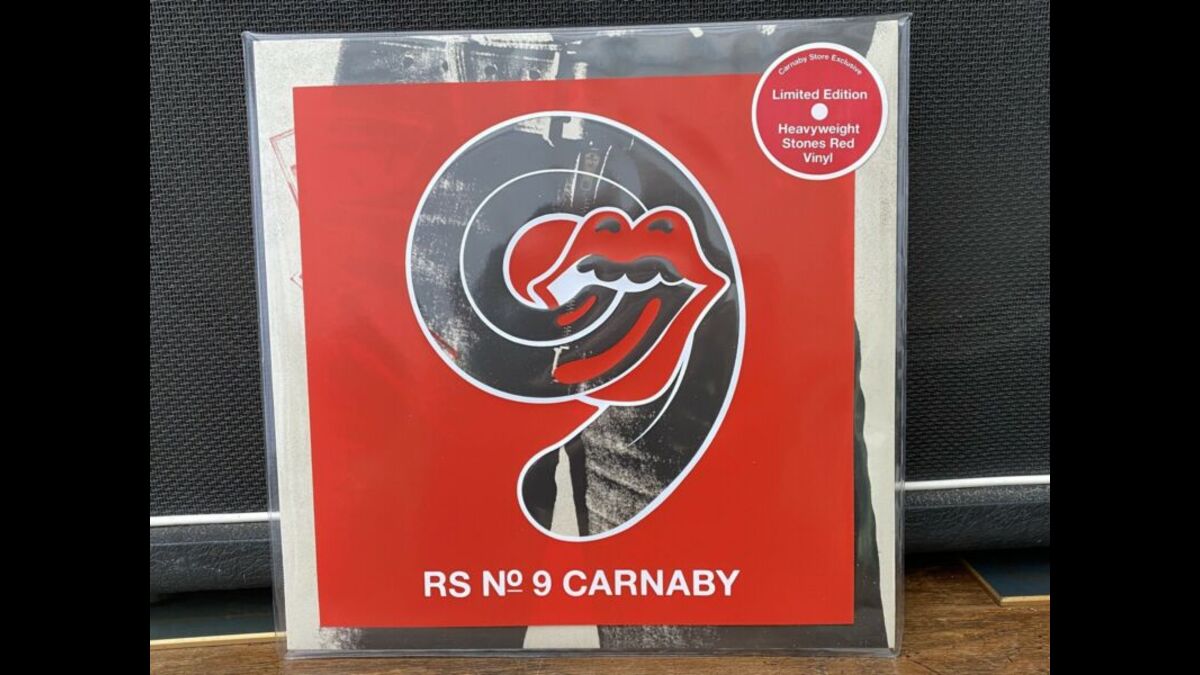 Carnaby Store Exclusive
Limited Edition
Heavyweight
Stones Red
Vinyl
RS Nº 9 CARNABY